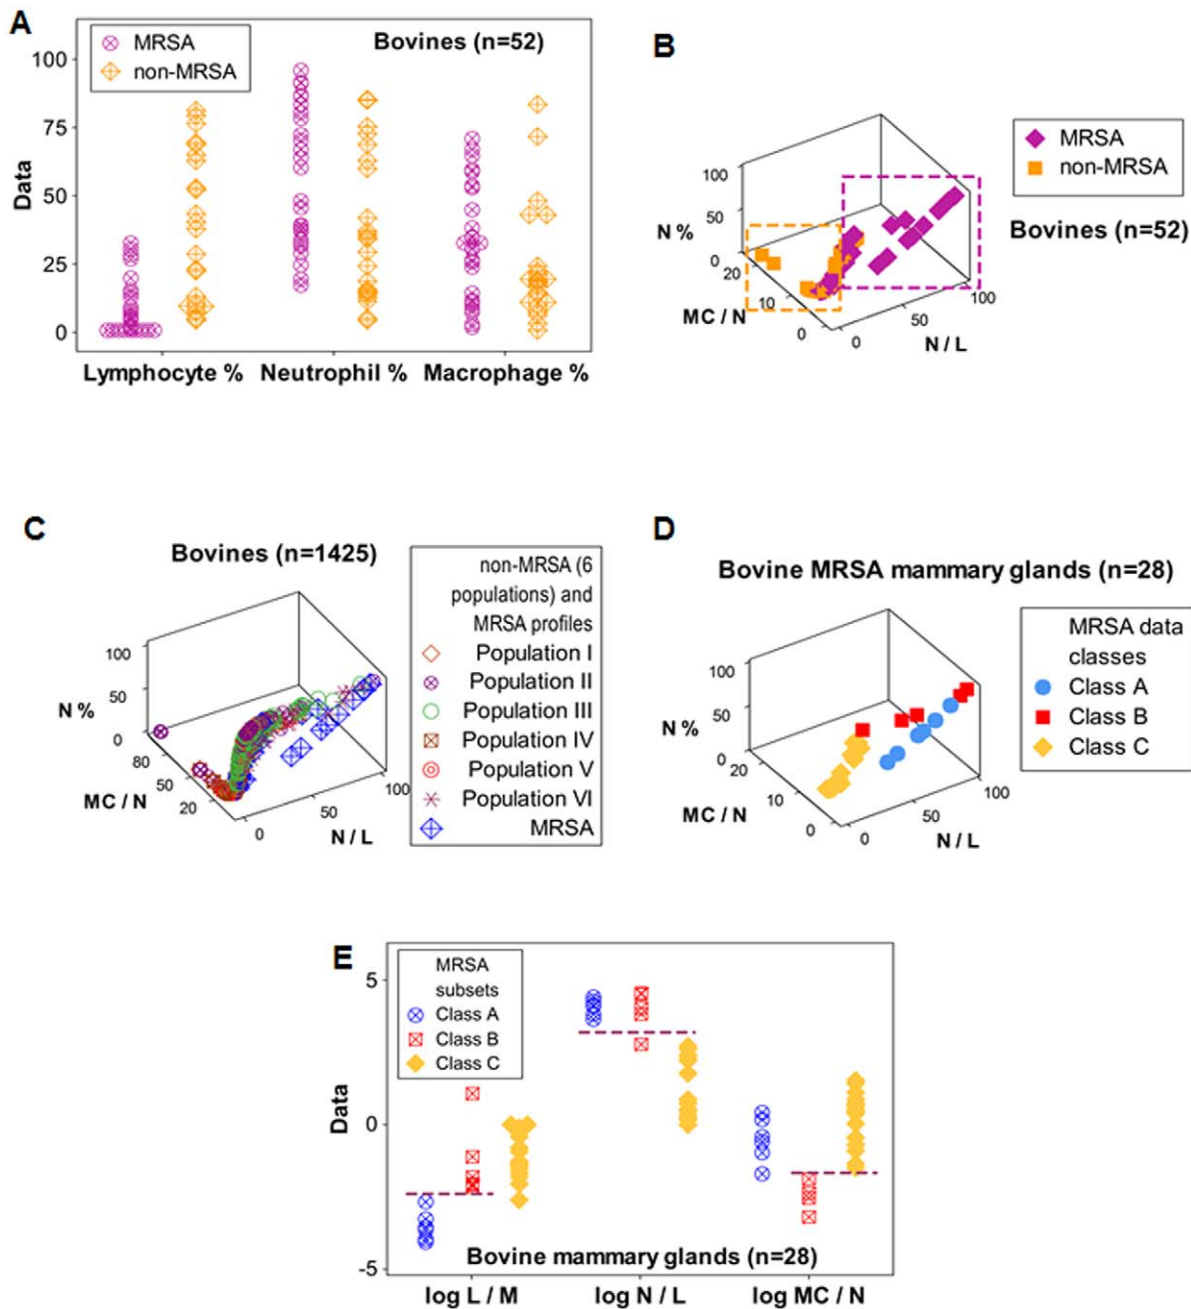 A
MRSA
non-MRSA
Bovines (n=52)
100
75
50
25
0
Data
Lymphocyte %
Neutrophil %
Macrophage %
B
MRSA
non-MRSA
Bovines (n=52)
100
50
0
N %
20
10
0
MC / N
0
50
100
N / L
C
Bovines (n=1425)
non-MRSA (6
populations) and
MRSA profiles
Population I
Population II
Population III
Population IV
Population V
Population VI
MRSA
100
50
0
N %
80
50
20
MC / N
0
50
100
N / L
D
Bovine MRSA mammary glands (n=28)
MRSA data
classes
Class A
Class B
Class C
100
50
0
N %
20
10
0
MC / N
0
50
100
N / L
E
MRSA
subsets
Class A
Class B
Class C
5
0
-5
Data
Bovine mammary glands (n=28)
log L / M
log N / L
log MC / N